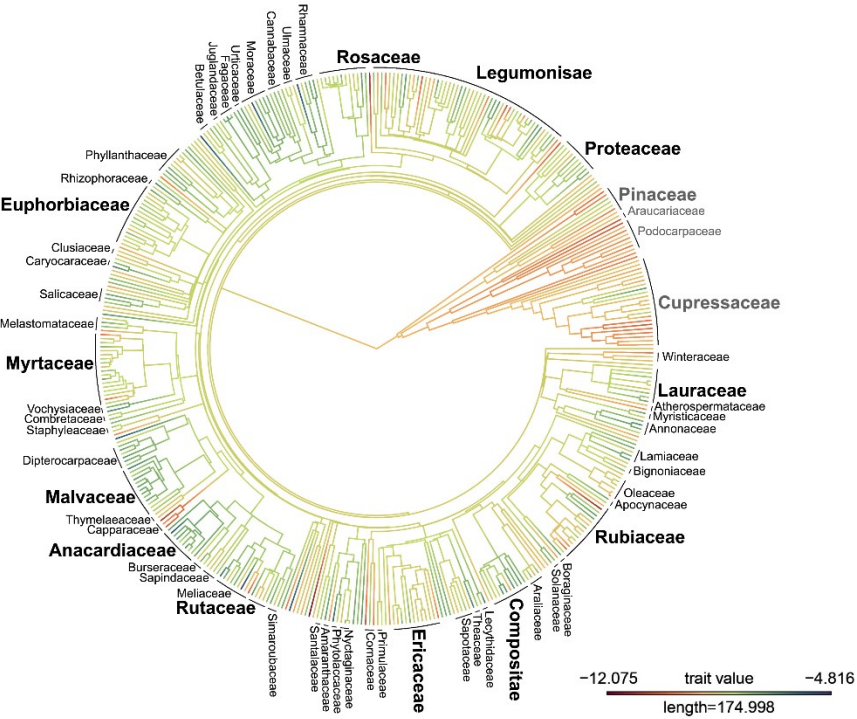 Rosaceae
Legumonisae
Proteaceae
Pinaceae
Araucariaceae
Podocarpaceae
Cupressaceae
Winteraceae
Lauraceae
Atherospermataceae
Myristicaceae
Annonaceae
Lamiaceae
Bignoniaceae
Oleaceae
Apocynaceae
Rubiaceae
Boraginaceae
Solanaceae
Araliaceae
Compositae
Lecythidaceae
Theaceae
Sapotaceae
Ericaceae
Primulaceae
Cornaceae
Nyctaginaceae
Phytolaccaceae
Amaranthaceae
Santalaceae
Simaroubaceae
Rutaceae
Meliaceae
Sapindaceae
Burseraceae
Anacardiaceae
Capparaceae
Thymelaeaceae
Malvaceae
Dipterocarpaceae
Staphyleaceae
Combretaceae
Vochysiaceae
Myrtaceae
Melastomataceae
Salicaceae
Caryocaraceae
Clusiaceae
Euphorbiaceae
Rhizophoraceae
Phyllanthaceae
Betulaceae
Juglandaceae
Fagaceae
Urticaceae
Moraceae
Cannabaceae
Ulmaceae
Rhamnaceae
−12.075 trait value −4.816
length=174.998